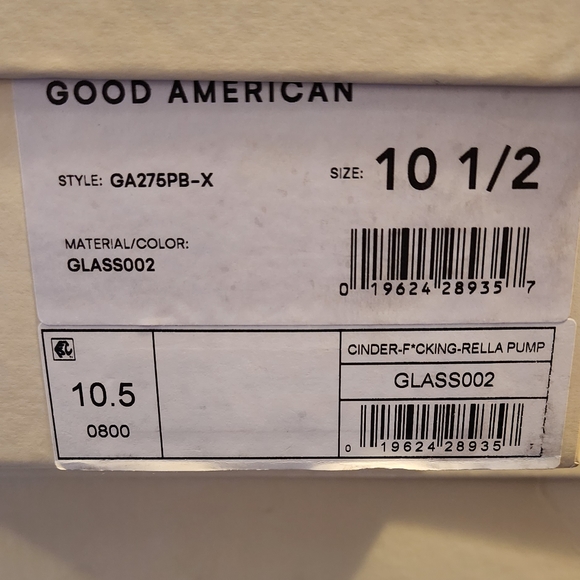 GOOD AMERICAN
STYLE: GA275PB-X
SIZE: 10 1/2
MATERIAL/COLOR:
GLASS002
0 19624 28935 7
10.5
0800
CINDER-F*CKING-RELLA PUMP
GLASS002
0 19624 28935